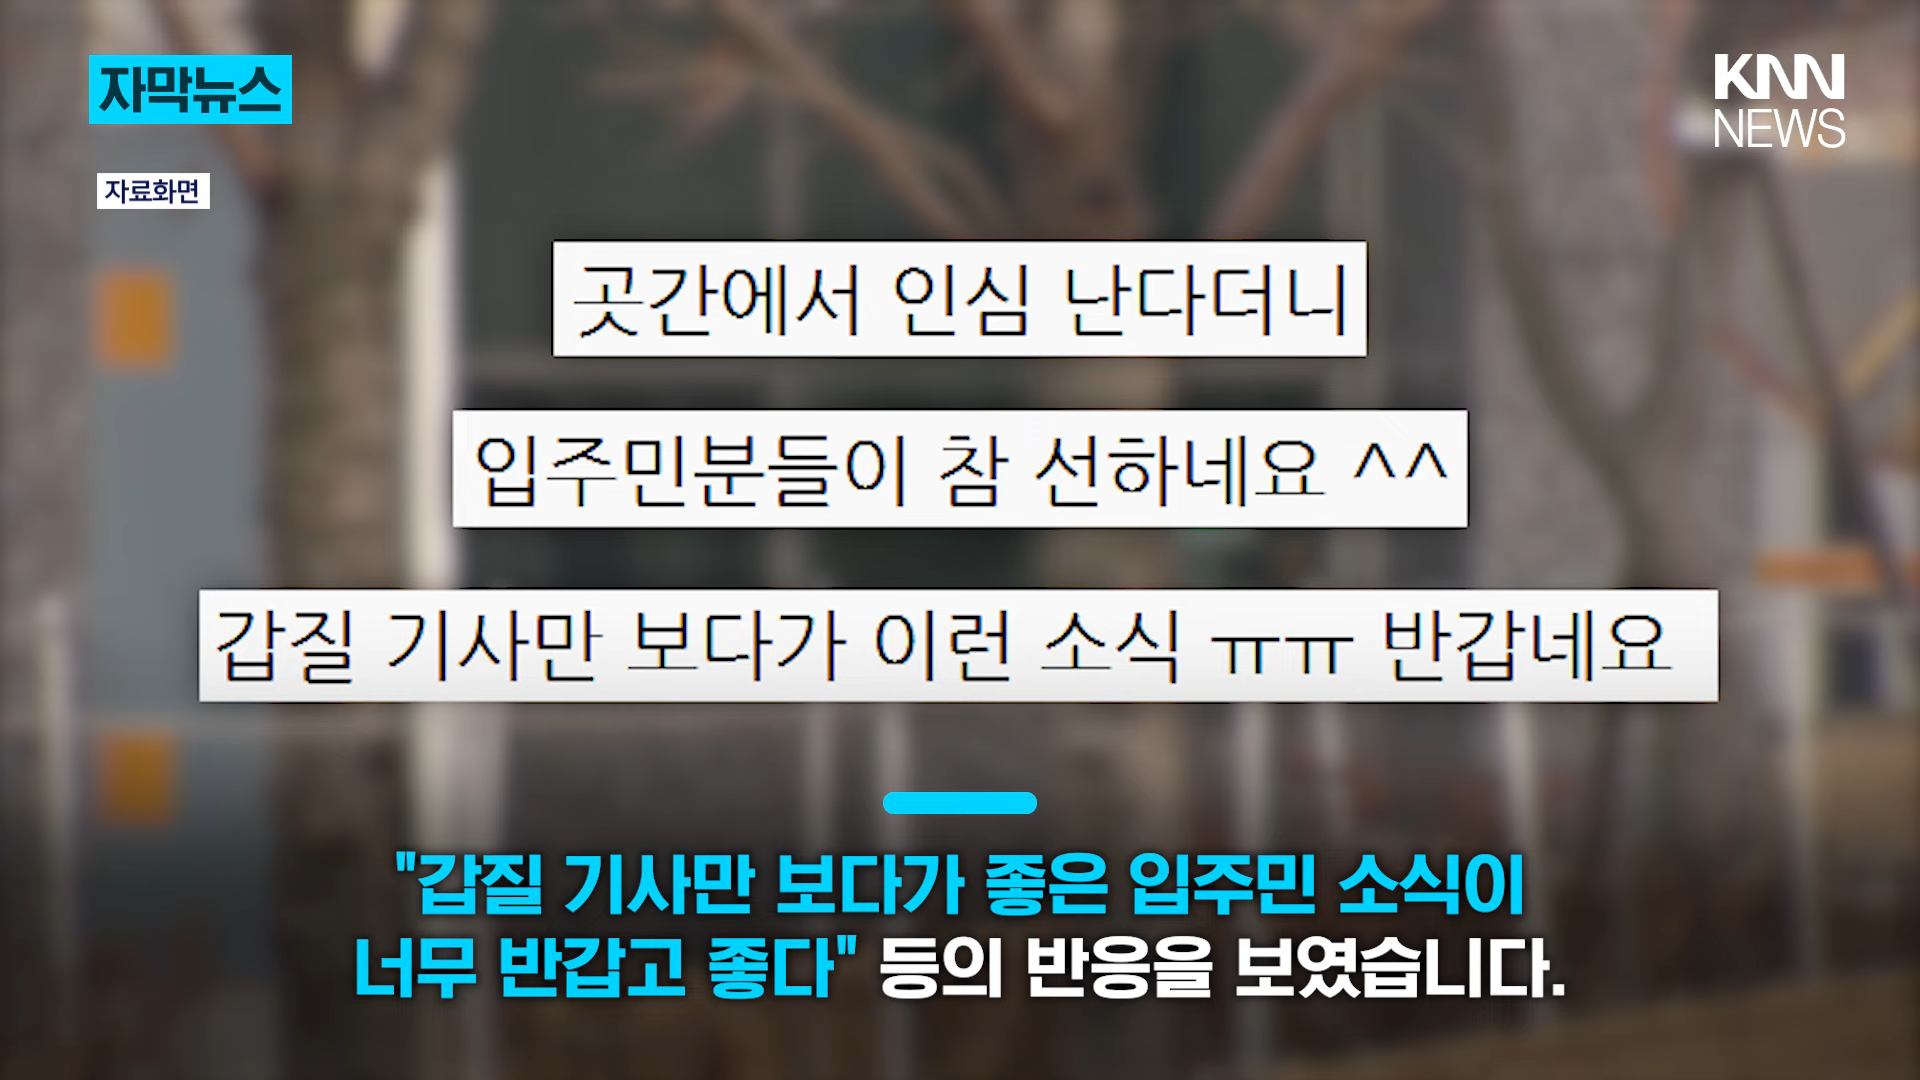 자막뉴스
KNN
NEWS
자료화면
곳간에서 인심 난다더니
입주민분들이 참 선하네요 ^^
갑질 기사만 보다가 이런 소식 ㅠㅠ 반갑네요
"갑질 기사만 보다가 좋은 입주민 소식이
너무 반갑고 좋다" 등의 반응을 보였습니다.